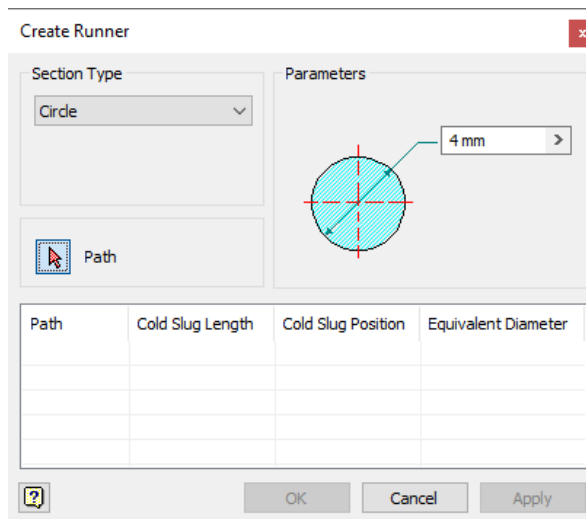 Create Runner
x
Section Type
Circle
Parameters
4 mm
Path
Path
Cold Slug Length
Cold Slug Position
Equivalent Diameter
?
OK
Cancel
Apply